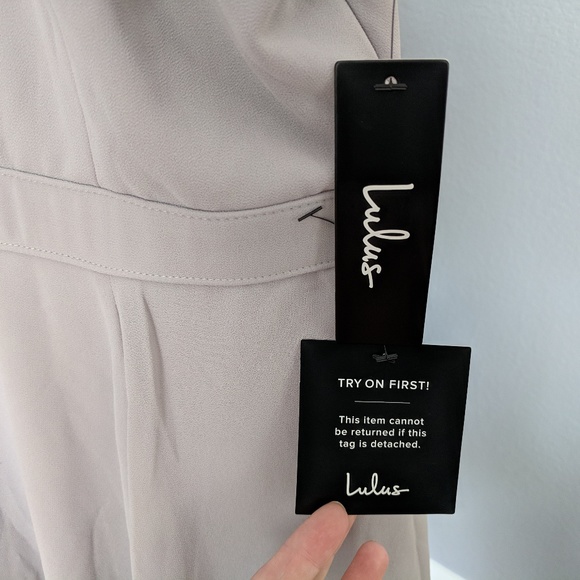 Lulus
TRY ON FIRST!
This item cannot
be returned if this
tag is detached.
Lulus